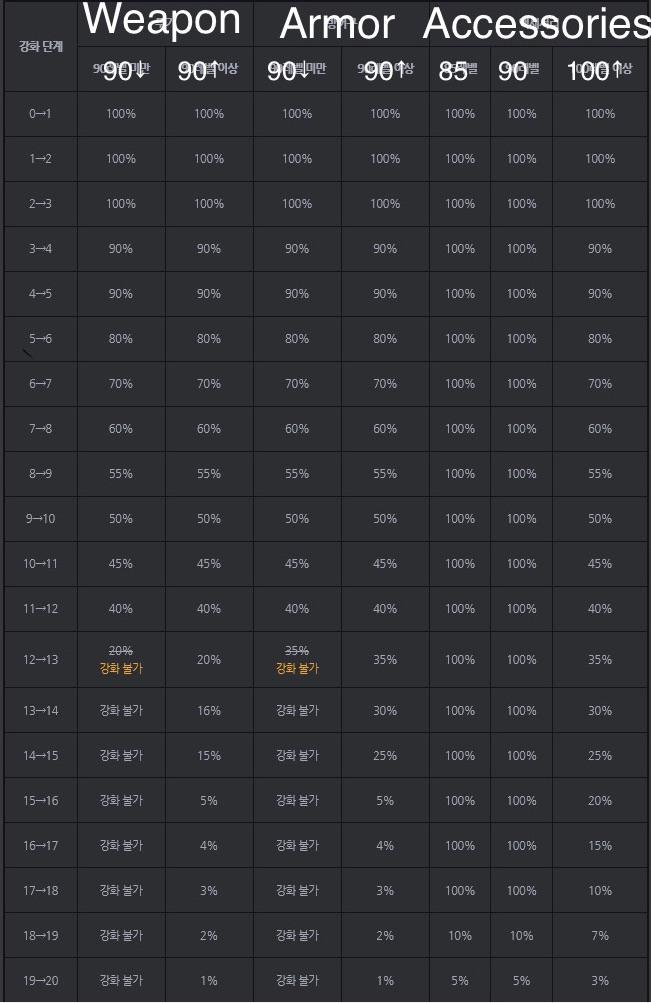 Weapon Armor Accessories
강화 단계
90↓ 90↑ 90↓ 90↑ 85 90 100↑
0→1 100% 100% 100% 100% 100% 100% 100%
1→2 100% 100% 100% 100% 100% 100% 100%
2→3 100% 100% 100% 100% 100% 100% 100%
3→4 90% 90% 90% 90% 100% 100% 90%
4→5 90% 90% 90% 90% 100% 100% 90%
5→6 80% 80% 80% 80% 100% 100% 80%
6→7 70% 70% 70% 70% 100% 100% 70%
7→8 60% 60% 60% 60% 100% 100% 60%
8→9 55% 55% 55% 55% 100% 100% 55%
9→10 50% 50% 50% 50% 100% 100% 50%
10→11 45% 45% 45% 45% 100% 100% 45%
11→12 40% 40% 40% 40% 100% 100% 40%
12→13 20% 강화 불가 20% 35% 강화 불가 35% 100% 100% 35%
13→14 강화 불가 16% 강화 불가 30% 100% 100% 30%
14→15 강화 불가 15% 강화 불가 25% 100% 100% 25%
15→16 강화 불가 5% 강화 불가 5% 100% 100% 20%
16→17 강화 불가 4% 강화 불가 4% 100% 100% 15%
17→18 강화 불가 3% 강화 불가 3% 100% 100% 10%
18→19 강화 불가 2% 강화 불가 2% 10% 10% 7%
19→20 강화 불가 1% 강화 불가 1% 5% 5% 3%